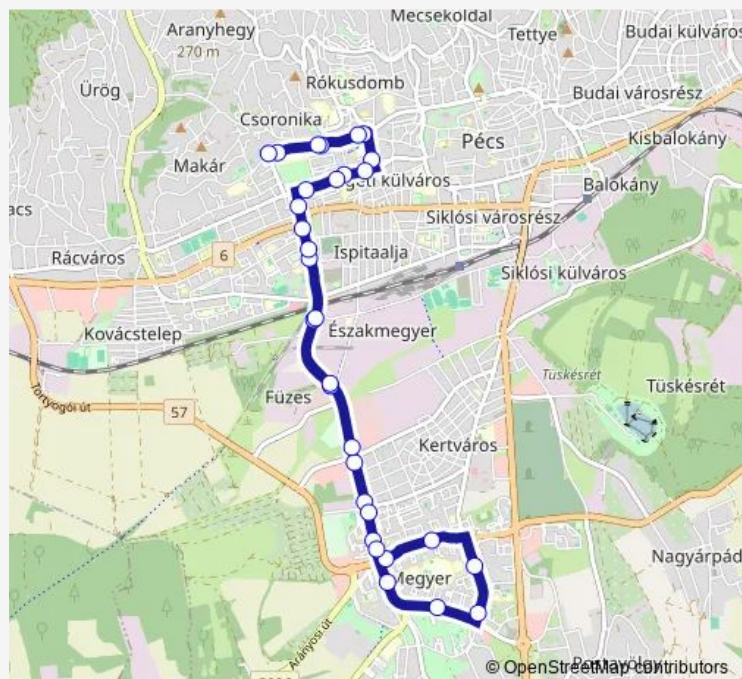 Mecsekoldal
Aranyhegy
270 m
Tettye
Budai külváros
Rókusdomb
Ürög
Budai városrész
Csoronika
Makár
Pécs
Kisbalokány
geti külváros
Balokány
acs
Siklósi városrész
6
Ispitaalja
Rácváros
Siklósi külváros
Kovácstelep
Északmegyer
Tüskésrét
Tüskésrét
Füzes
Törtyogói út
57
Kertváros
Nagyárpád
Megyer
Aranyosi út
© OpenStreetMap contributors